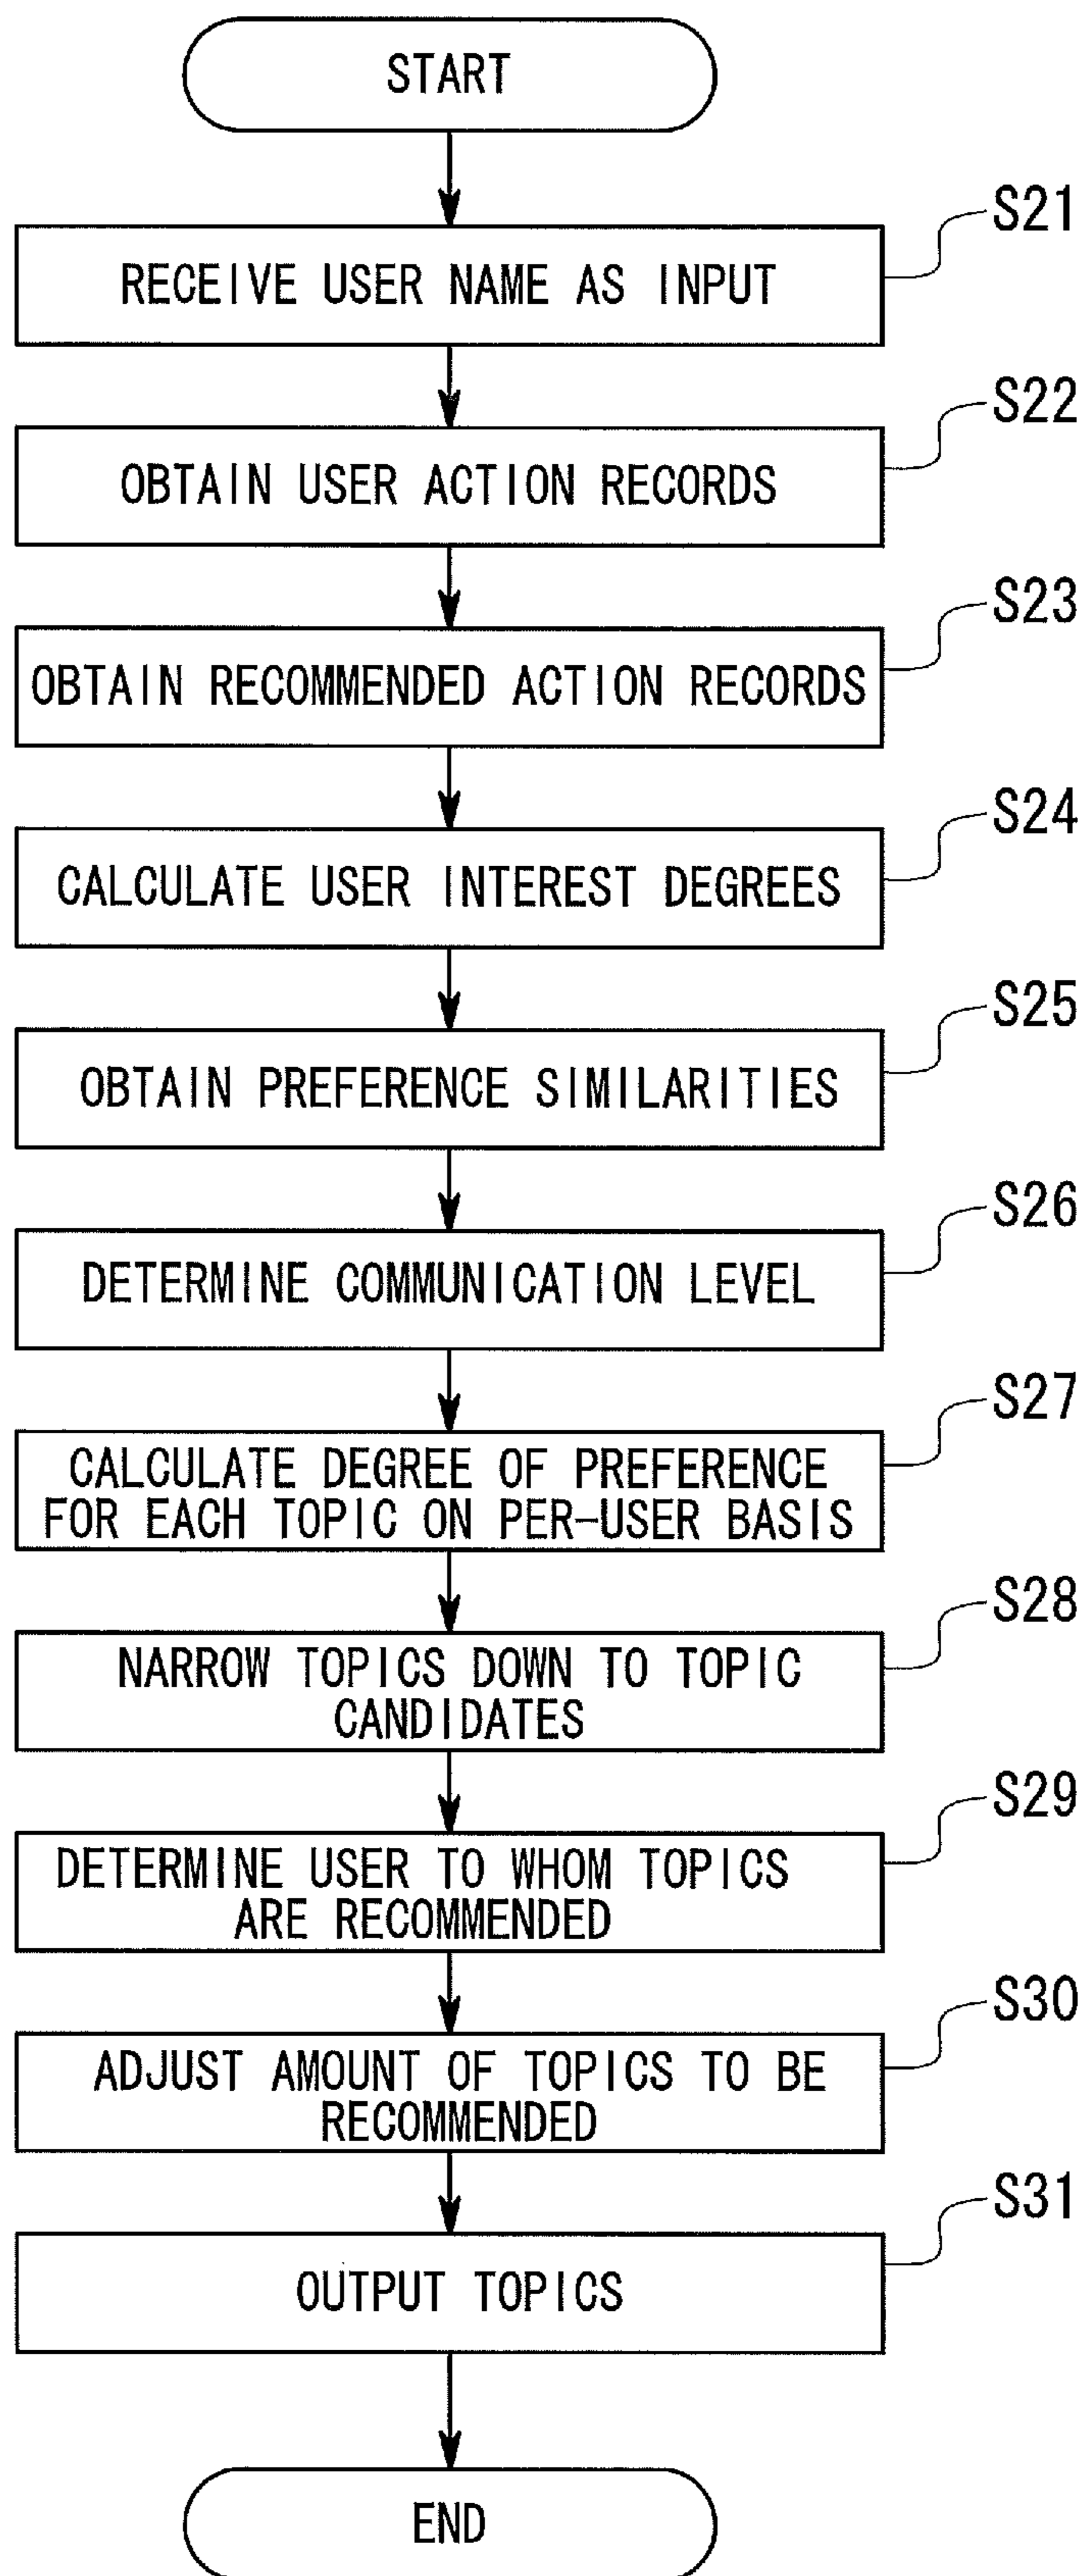 START
S21
RECEIVE USER NAME AS INPUT
S22
OBTAIN USER ACTION RECORDS
S23
OBTAIN RECOMMENDED ACTION RECORDS
S24
CALCULATE USER INTEREST DEGREES
S25
OBTAIN PREFERENCE SIMILARITIES
S26
DETERMINE COMMUNICATION LEVEL
S27
CALCULATE DEGREE OF PREFERENCE
FOR EACH TOPIC ON PER-USER BASIS
S28
NARROW TOPICS DOWN TO TOPIC
CANDIDATES
S29
DETERMINE USER TO WHOM TOPICS
ARE RECOMMENDED
S30
ADJUST AMOUNT OF TOPICS TO BE
RECOMMENDED
S31
OUTPUT TOPICS
END